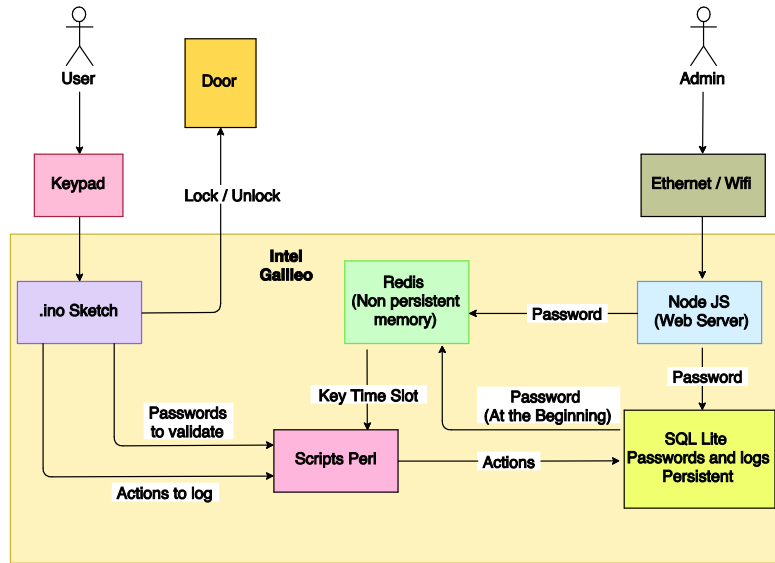 User
Admin
Door
Keypad
Ethernet / Wifi
Lock / Unlock
Intel
Galileo
.ino Sketch
Redis
(Non persistent
memory)
Node JS
(Web Server)
Password
Password
Key Time Slot
Password
(At the Beginning)
Passwords
to validate
Scripts Perl
Actions
SQL Lite
Passwords and logs
Persistent
Actions to log